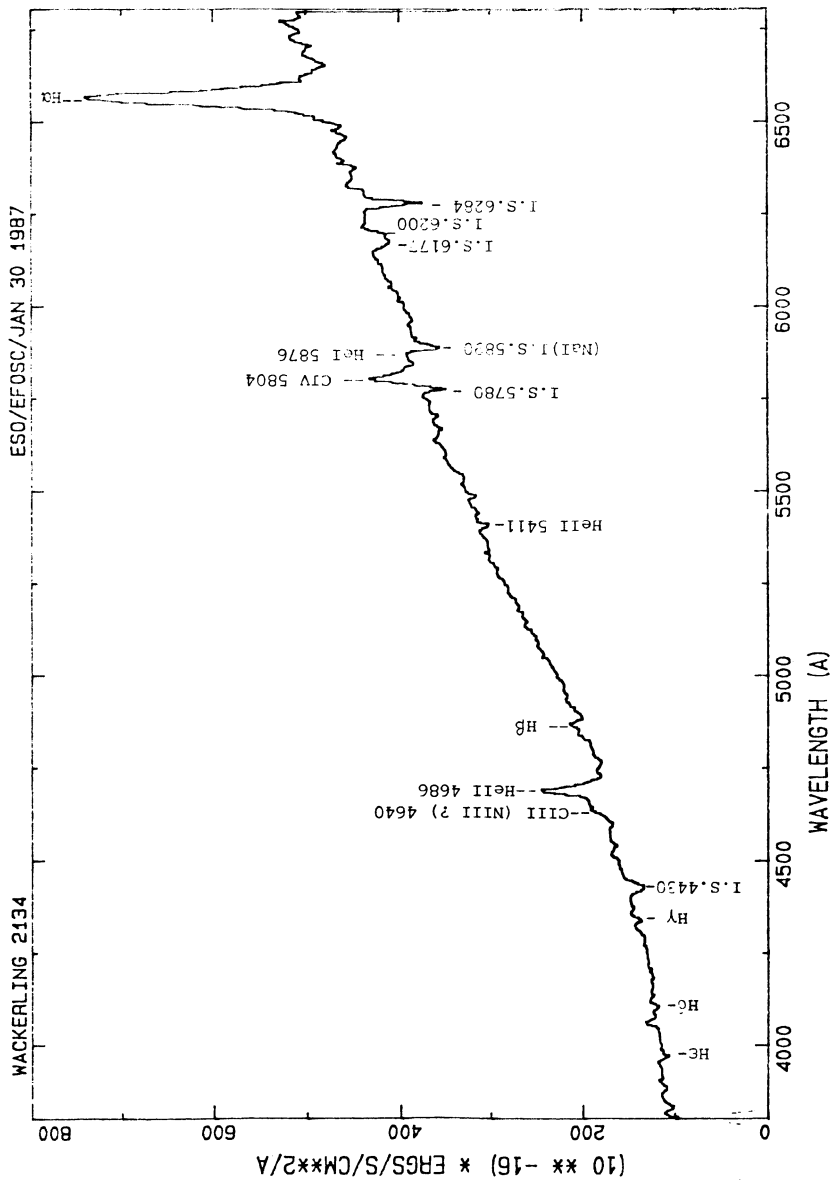 WACKERLING 2134
ESO/EFOSC/JAN 30 1987
(10 ** -16) * ERGS/S/CM**2/A
800
600
400
200
0
Hε
Hδ
Hγ
I.S.4430
CIII (NIII ?) 4640
HeII 4686
Hβ
HeII 5411
I.S.5780
CIV 5804
HeI 5876
(NaI)I.S.5890
I.S.6177
I.S.6200
I.S.6284
Hα
4000
4500
5000
5500
6000
6500
WAVELENGTH (A)